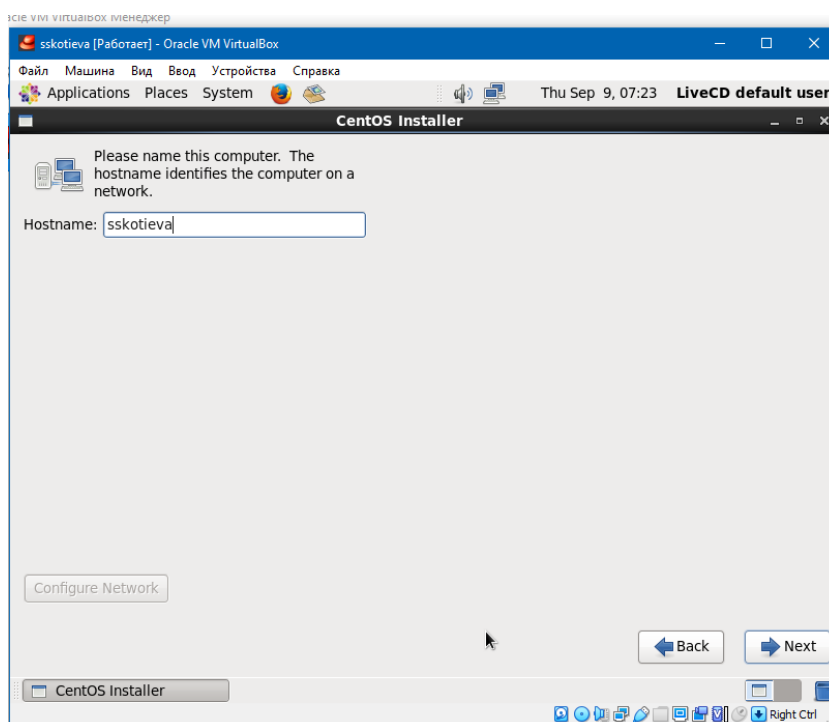 acle VM VirtualBox Менеджер
sskotieva [Работает] - Oracle VM VirtualBox
Файл Машина Вид Ввод Устройства Справка
Applications Places System Thu Sep 9, 07:23 LiveCD default user
CentOS Installer
Please name this computer. The
hostname identifies the computer on a
network.
Hostname: sskotieva
Configure Network
Back Next
CentOS Installer
Right Ctrl